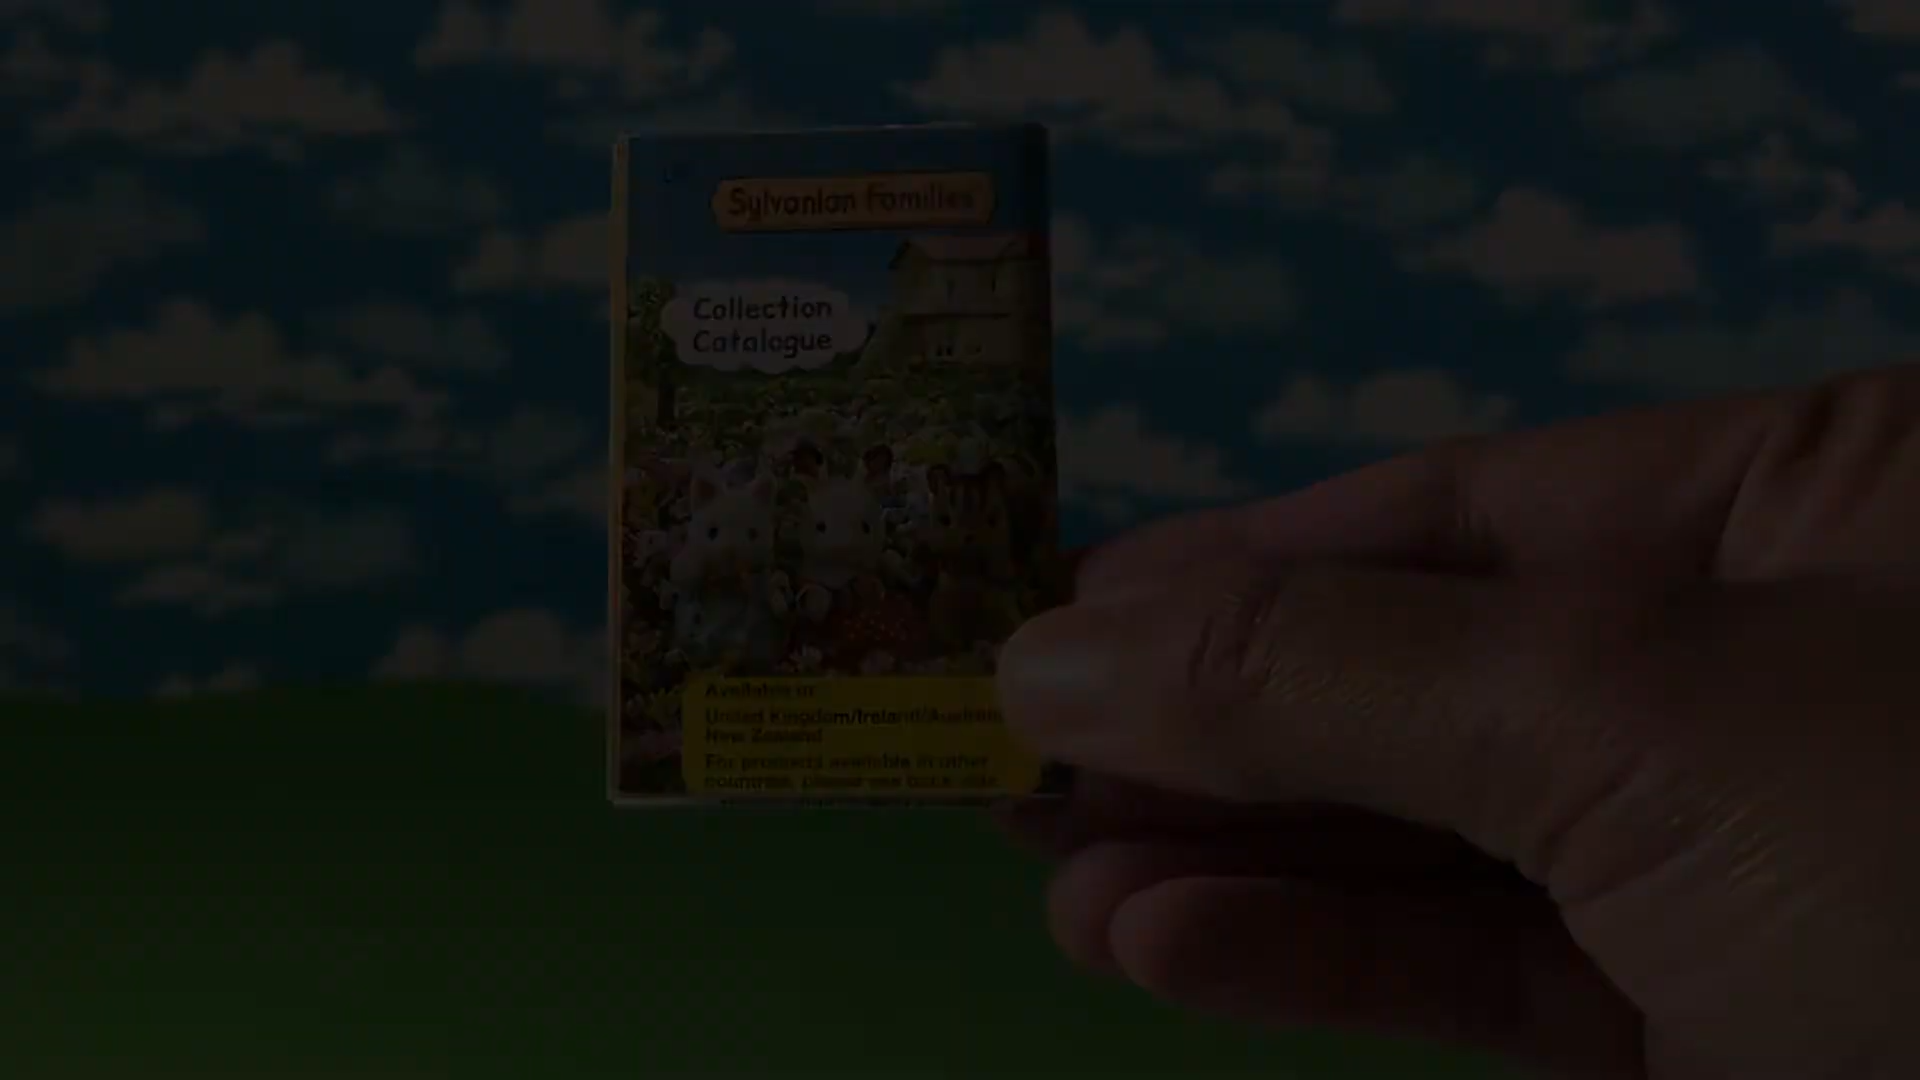 Sylvanian Families
Collection
Catalogue
Available in
United Kingdom/Ireland/Australia
New Zealand
For products available in other
countries, please see back side